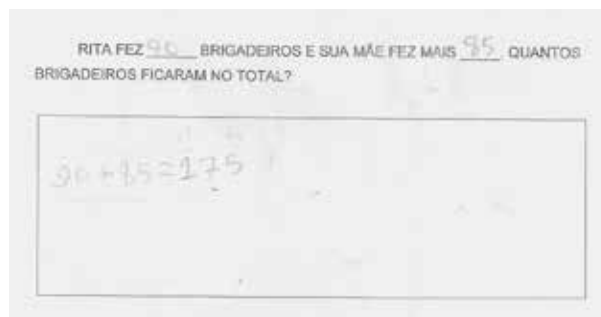 RITA FEZ 90 BRIGADEIROS E SUA MÃE FEZ MAIS 85 QUANTOS
BRIGADEIROS FICARAM NO TOTAL?
90+85=175